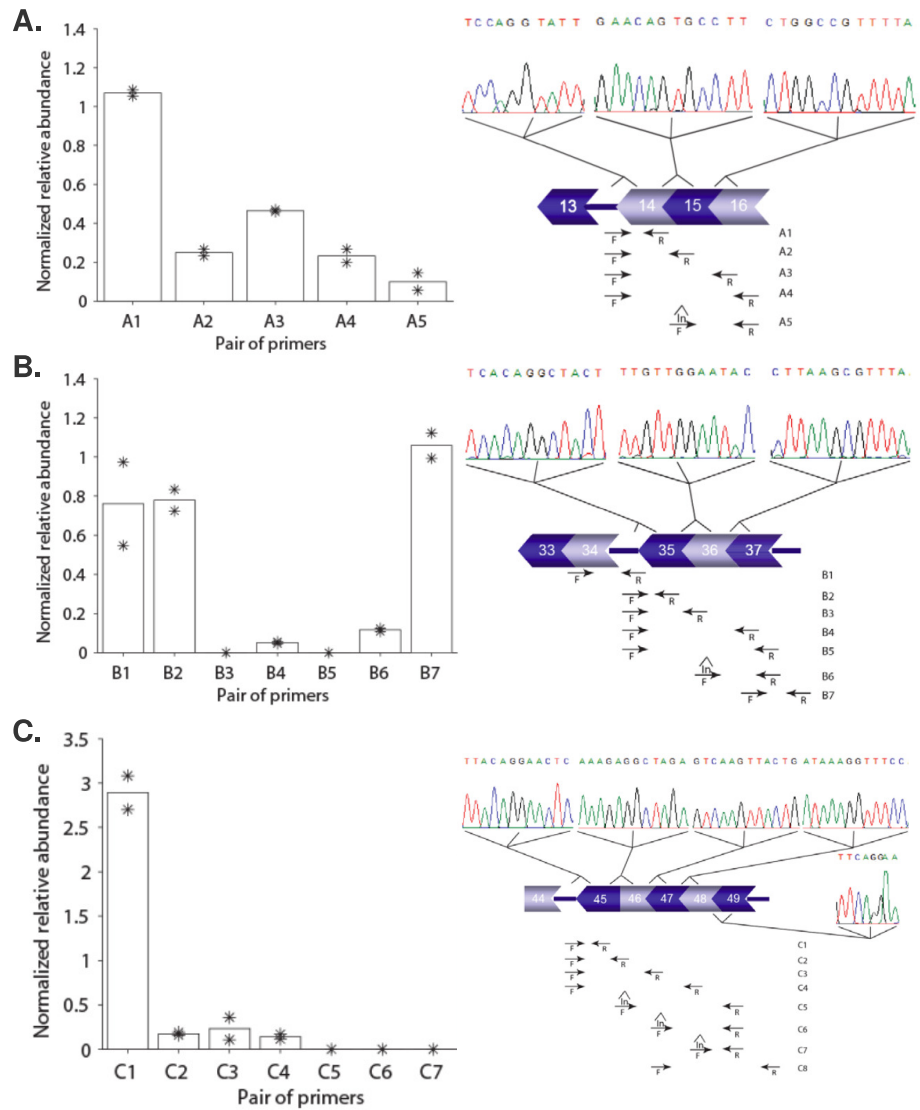 A.
TCCAGGTATT GAACAGTGCCTT CTGGCCGTTTTA
Normalized relative abundance
1.4
1.2
1
0.8
0.6
0.4
0.2
0
A1 A2 A3 A4 A5
Pair of primers
13 14 15 16
F R A1
F R A2
F R A3
F R A4
In
F R A5
B.
TCACAGGCTACT TTGTTGGAATAC CTTAAGCGTTTA
Normalized relative abundance
1.4
1.2
1
0.8
0.6
0.4
0.2
0
B1 B2 B3 B4 B5 B6 B7
Pair of primers
33 34 35 36 37
F R B1
F R B2
F R B3
F R B4
F R B5
In
F R B6
F R B7
C.
TTACAGGAACTC AAAGAGGCTAGA GTCAAGTTACTG ATAAAGGTTTCC
Normalized relative abundance
3.5
3
2.5
2
1.5
1
0.5
0
C1 C2 C3 C4 C5 C6 C7
Pair of primers
TTCAGGAA
44 45 46 47 48 49
F R C1
F R C2
F R C3
F R C4
In
F R C5
In
F R C6
In
F R C7
F R C8